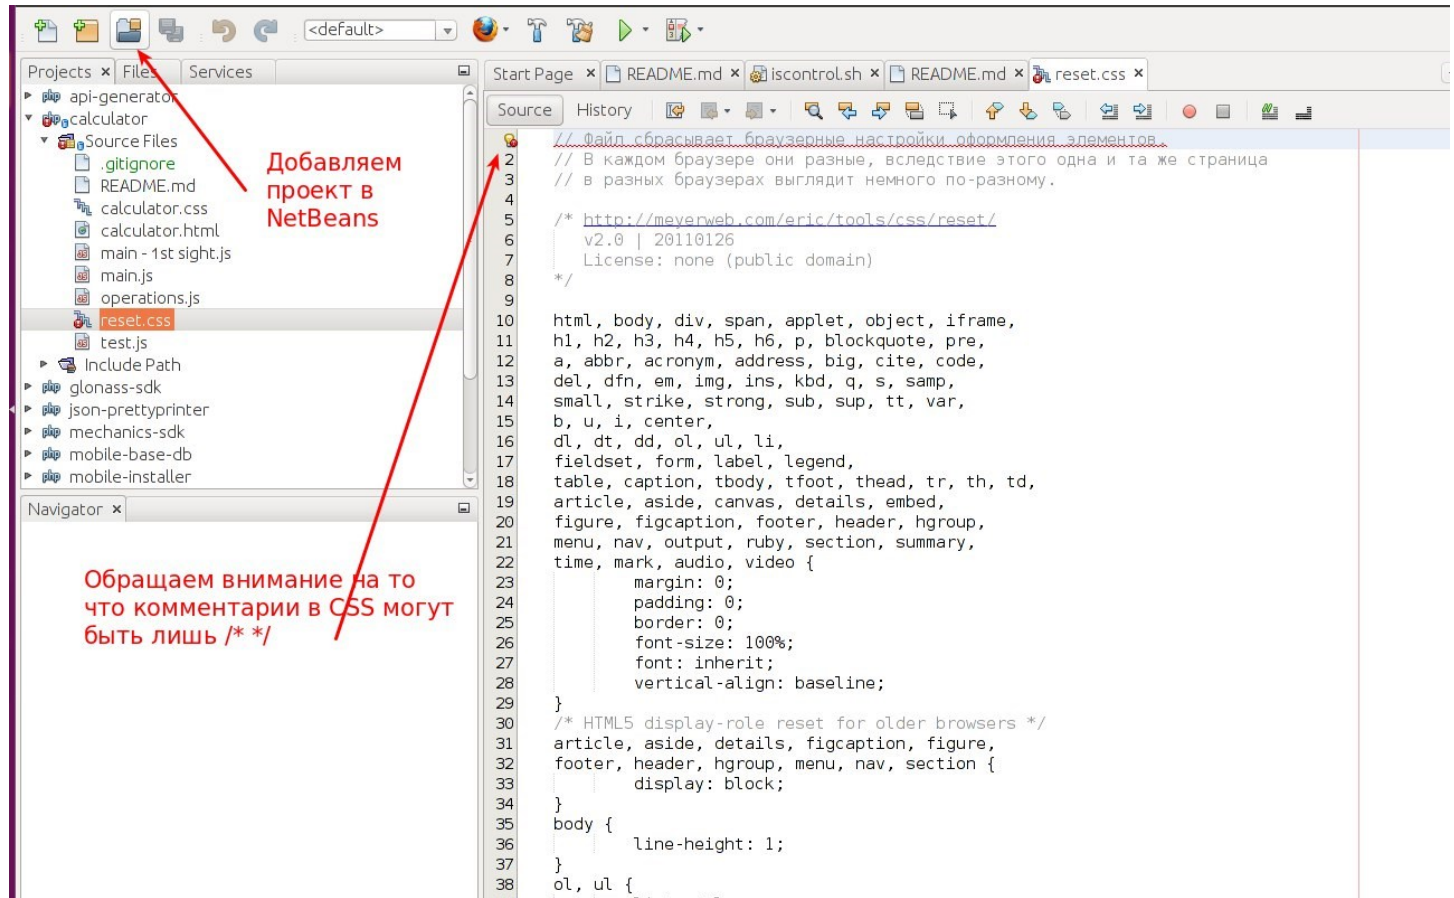 <default>
Projects Files Services
api-generator
calculator
Source Files
.gitignore
README.md
calculator.css
calculator.html
main - 1st sight.js
main.js
operations.js
reset.css
test.js
Include Path
glonass-sdk
json-prettyprinter
mechanics-sdk
mobile-base-db
mobile-installer
Добавляем
проект в
NetBeans
Navigator
Обращаем внимание на то
что комментарии в CSS могут
быть лишь /* */
Start Page README.md iscontrol.sh README.md reset.css
Source History
// Файл сбрасывает браузерные настройки оформления элементов.
2 // В каждом браузере они разные, вследствие этого одна и та же страница
3 // в разных браузерах выглядит немного по-разному.
4
5 /* http://meyerweb.com/eric/tools/css/reset/
6 v2.0 | 20110126
7 License: none (public domain)
8 */
9
10 html, body, div, span, applet, object, iframe,
11 h1, h2, h3, h4, h5, h6, p, blockquote, pre,
12 a, abbr, acronym, address, big, cite, code,
13 del, dfn, em, img, ins, kbd, q, s, samp,
14 small, strike, strong, sub, sup, tt, var,
15 b, u, i, center,
16 dl, dt, dd, ol, ul, li,
17 fieldset, form, label, legend,
18 table, caption, tbody, tfoot, thead, tr, th, td,
19 article, aside, canvas, details, embed,
20 figure, figcaption, footer, header, hgroup,
21 menu, nav, output, ruby, section, summary,
22 time, mark, audio, video {
23 margin: 0;
24 padding: 0;
25 border: 0;
26 font-size: 100%;
27 font: inherit;
28 vertical-align: baseline;
29 }
30 /* HTML5 display-role reset for older browsers */
31 article, aside, details, figcaption, figure,
32 footer, header, hgroup, menu, nav, section {
33 display: block;
34 }
35 body {
36 line-height: 1;
37 }
38 ol, ul {